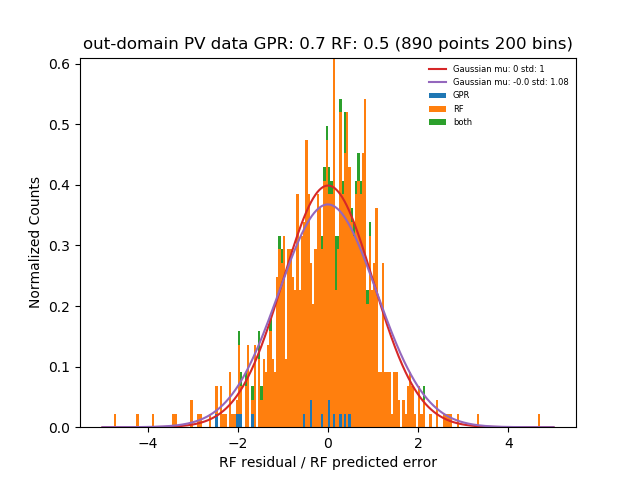 out-domain PV data GPR: 0.7 RF: 0.5 (890 points 200 bins)
Gaussian mu: 0 std: 1
Gaussian mu: -0.0 std: 1.08
GPR
RF
both
Normalized Counts
0.6
0.5
0.4
0.3
0.2
0.1
0.0
−4 −2 0 2 4
RF residual / RF predicted error